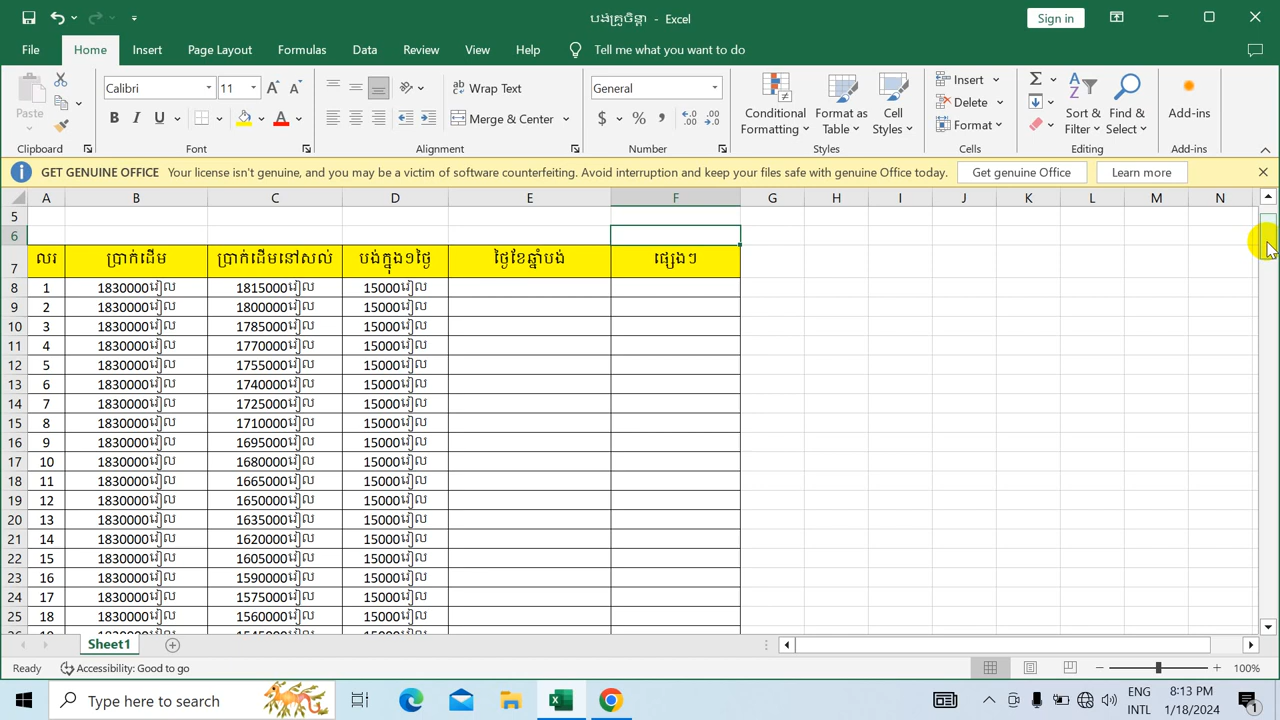 បង់គ្រូចិន្តា - Excel
Sign in
File Home Insert Page Layout Formulas Data Review View Help Tell me what you want to do
Paste
Clipboard
Calibri 11
B I U
Font
Wrap Text
Merge & Center
Alignment
General
$ % ,
Number
Conditional Formatting
Format as Table
Cell Styles
Styles
Insert
Delete
Format
Cells
Sort & Filter
Find & Select
Editing
Add-ins
Add-ins
GET GENUINE OFFICE Your license isn't genuine, and you may be a victim of software counterfeiting. Avoid interruption and keep your files safe with genuine Office today. Get genuine Office Learn more
A B C D E F G H I J K L M N
5
6
7 លរ ប្រាក់ដើម ប្រាក់ដើមនៅសល់ បង់ក្នុង១ថ្ងៃ ថ្ងៃខែឆ្នាំបង់ ផ្សេងៗ
8 1 1830000រៀល 1815000រៀល 15000រៀល
9 2 1830000រៀល 1800000រៀល 15000រៀល
10 3 1830000រៀល 1785000រៀល 15000រៀល
11 4 1830000រៀល 1770000រៀល 15000រៀល
12 5 1830000រៀល 1755000រៀល 15000រៀល
13 6 1830000រៀល 1740000រៀល 15000រៀល
14 7 1830000រៀល 1725000រៀល 15000រៀល
15 8 1830000រៀល 1710000រៀល 15000រៀល
16 9 1830000រៀល 1695000រៀល 15000រៀល
17 10 1830000រៀល 1680000រៀល 15000រៀល
18 11 1830000រៀល 1665000រៀល 15000រៀល
19 12 1830000រៀល 1650000រៀល 15000រៀល
20 13 1830000រៀល 1635000រៀល 15000រៀល
21 14 1830000រៀល 1620000រៀល 15000រៀល
22 15 1830000រៀល 1605000រៀល 15000រៀល
23 16 1830000រៀល 1590000រៀល 15000រៀល
24 17 1830000រៀល 1575000រៀល 15000រៀល
25 18 1830000រៀល 1560000រៀល 15000រៀល
Sheet1
Ready Accessibility: Good to go 100%
Type here to search
ENG
INTL
8:13 PM
1/18/2024
1